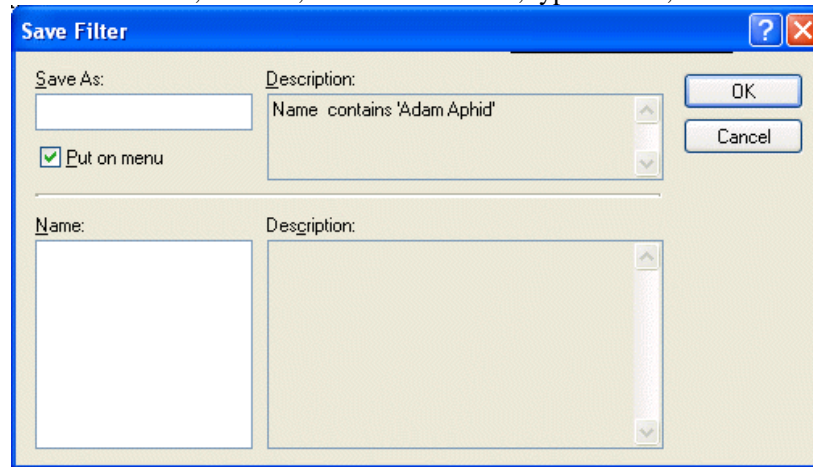 Save Filter
Save As:
Description:
OK
Name contains 'Adam Aphid'
Cancel
Put on menu
Name:
Description: